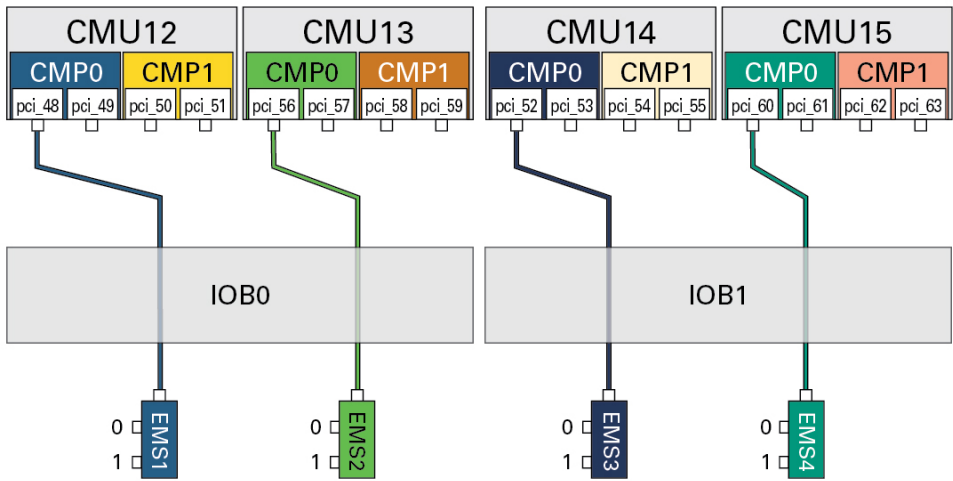 CMU12 CMU13 CMU14 CMU15
CMP0 CMP1 CMP0 CMP1 CMP0 CMP1 CMP0 CMP1
pci_48 pci_49 pci_50 pci_51 pci_56 pci_57 pci_58 pci_59 pci_52 pci_53 pci_54 pci_55 pci_60 pci_61 pci_62 pci_63
IOB0 IOB1
0 EMS1 0 EMS2 0 EMS3 0 EMS4
1 1 1 1